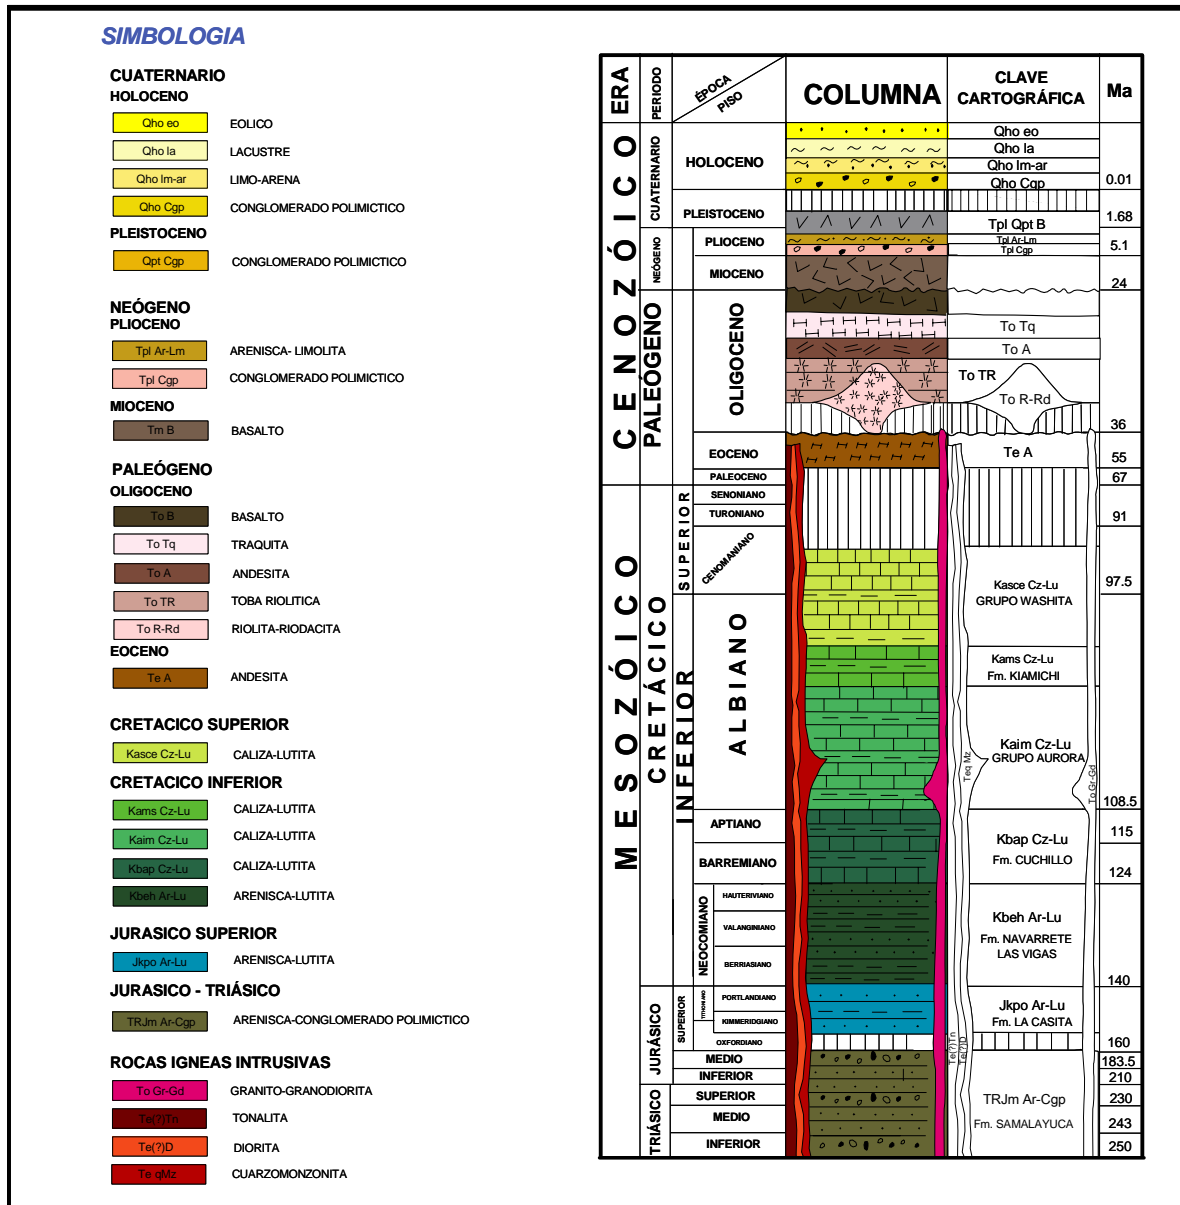 SIMBOLOGIA
CUATERNARIO
HOLOCENO
Qho eo EOLICO
Qho la LACUSTRE
Qho lm-ar LIMO-ARENA
Qho Cgp CONGLOMERADO POLIMICTICO
PLEISTOCENO
Qpt Cgp CONGLOMERADO POLIMICTICO
NEÓGENO
PLIOCENO
Tpl Ar-Lm ARENISCA- LIMOLITA
Tpl Cgp CONGLOMERADO POLIMICTICO
MIOCENO
Tm B BASALTO
PALEÓGENO
OLIGOCENO
To B BASALTO
To Tq TRAQUITA
To A ANDESITA
To TR TOBA RIOLITICA
To R-Rd RIOLITA-RIODACITA
EOCENO
Te A ANDESITA
CRETACICO SUPERIOR
Kasce Cz-Lu CALIZA-LUTITA
CRETACICO INFERIOR
Kams Cz-Lu CALIZA-LUTITA
Kaim Cz-Lu CALIZA-LUTITA
Kbap Cz-Lu CALIZA-LUTITA
Kbeh Ar-Lu ARENISCA-LUTITA
JURASICO SUPERIOR
Jkpo Ar-Lu ARENISCA-LUTITA
JURASICO - TRIÁSICO
TRJm Ar-Cgp ARENISCA-CONGLOMERADO POLIMICTICO
ROCAS IGNEAS INTRUSIVAS
To Gr-Gd GRANITO-GRANODIORITA
Te(?)Tn TONALITA
Te(?)D DIORITA
Te qMz CUARZOMONZONITA
ERA
PERIODO
ÉPOCA
PISO
COLUMNA
CLAVE
CARTOGRÁFICA
Ma
CENOZÓICO
MESOZÓICO
CUATERNARIO
NEÓGENO
PALEÓGENO
CRETÁCICO
JURÁSICO
TRIÁSICO
SUPERIOR
INFERIOR
NEOCOMIANO
SUPERIOR
TITHONIANO
HOLOCENO
PLEISTOCENO
PLIOCENO
MIOCENO
OLIGOCENO
EOCENO
PALEOCENO
SENONIANO
TURONIANO
CENOMANIANO
ALBIANO
APTIANO
BARREMIANO
HAUTERIVIANO
VALANGINIANO
BERRIASIANO
PORTLANDIANO
KIMMERIDGIANO
OXFORDIANO
MEDIO
INFERIOR
SUPERIOR
MEDIO
INFERIOR
Qho eo
Qho la
Qho lm-ar
Qho Cgp
Tpl Qpt B
Tpl Ar-Lm
Tpl Cgp
To Tq
To A
To TR
To R-Rd
Te A
Kasce Cz-Lu
GRUPO WASHITA
Kams Cz-Lu
Fm. KIAMICHI
Kaim Cz-Lu
GRUPO AURORA
Teq Mz
To Gr-Gd
Kbap Cz-Lu
Fm. CUCHILLO
Kbeh Ar-Lu
Fm. NAVARRETE
LAS VIGAS
Jkpo Ar-Lu
Fm. LA CASITA
Te(?)Tn
Te(?)D
TRJm Ar-Cgp
Fm. SAMALAYUCA
0.01
1.68
5.1
24
36
55
67
91
97.5
108.5
115
124
140
160
183.5
210
230
243
250